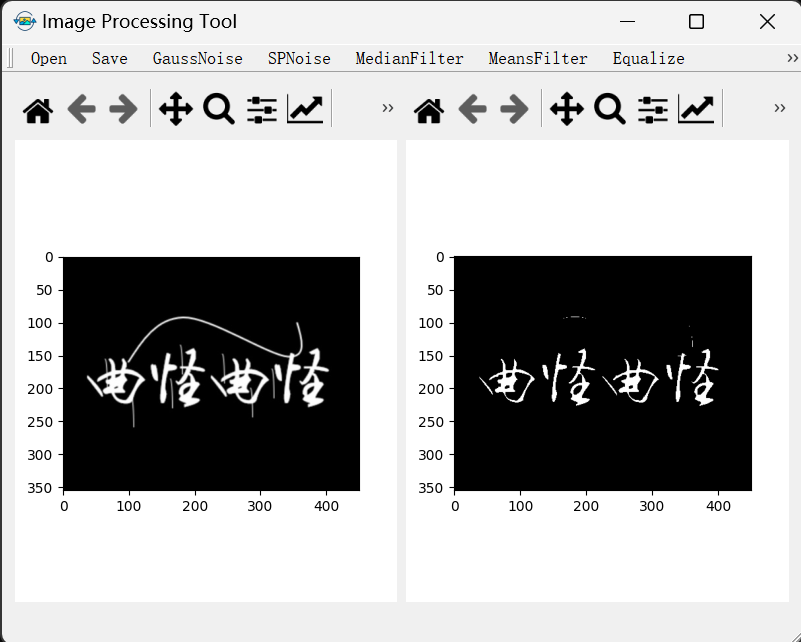 Image Processing Tool
Open Save GaussNoise SPNoise MedianFilter MeansFilter Equalize »
» »
0
50
100
150
200
250
300
350
0 100 200 300 400
曲怪曲怪
0
50
100
150
200
250
300
350
0 100 200 300 400
曲怪曲怪